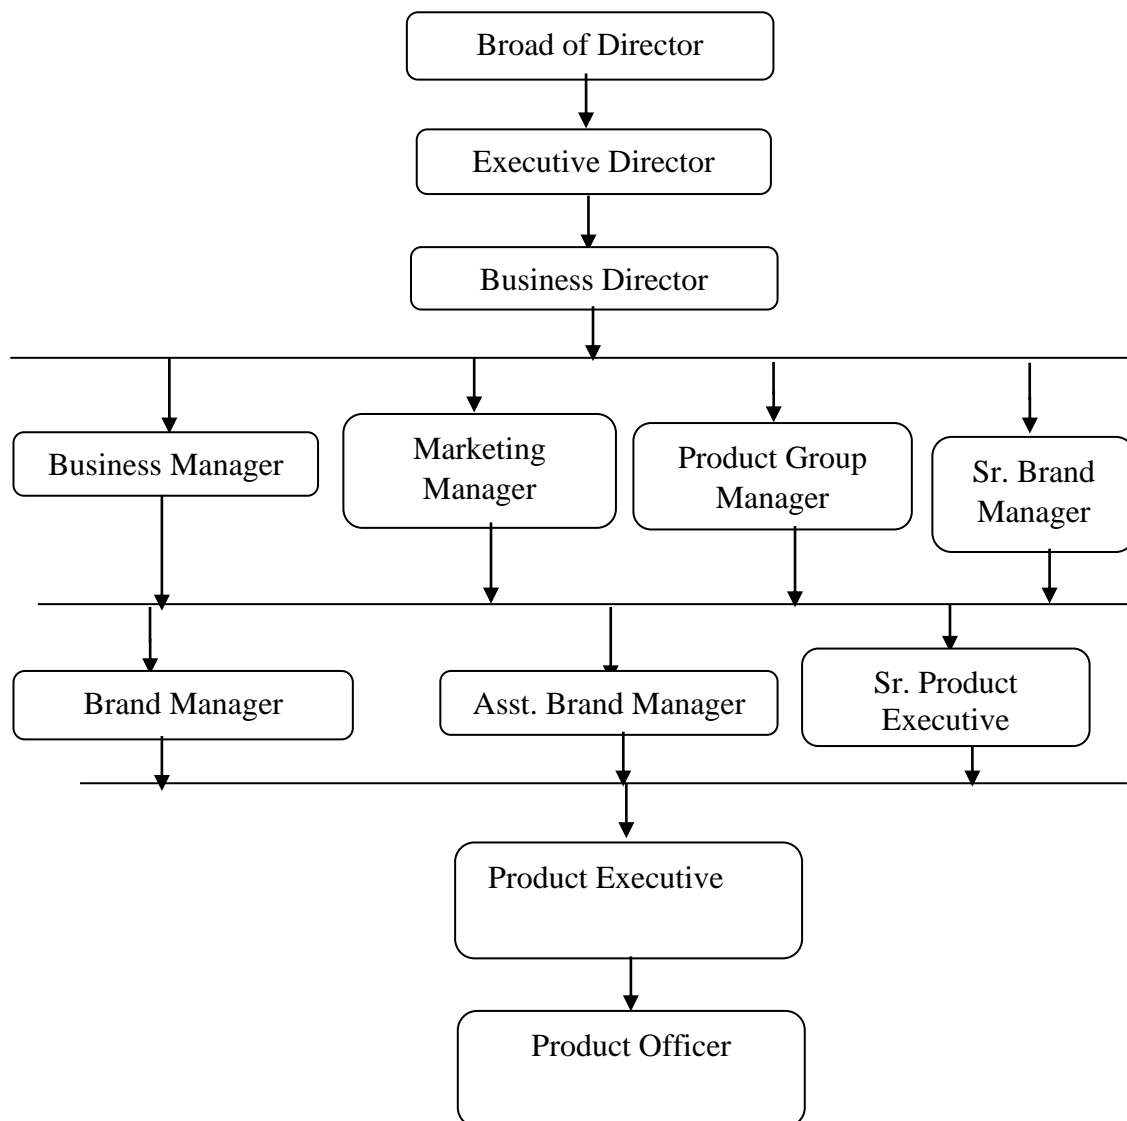 Broad of Director
Executive Director
Business Director
Business Manager
Marketing
Manager
Product Group
Manager
Sr. Brand
Manager
Brand Manager
Asst. Brand Manager
Sr. Product
Executive
Product Executive
Product Officer